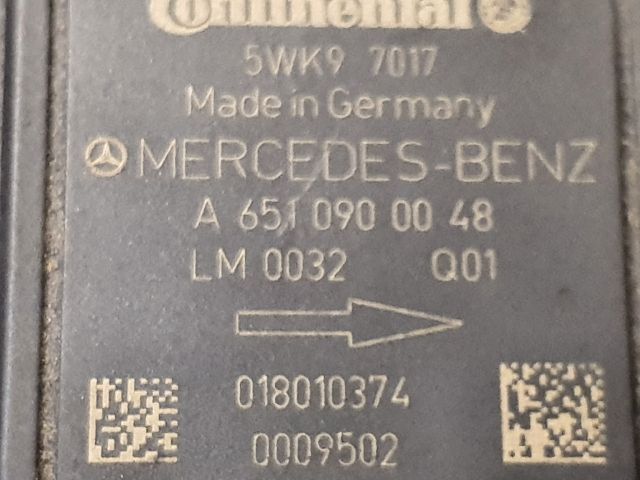 Continental
5WK9 7017
Made in Germany
MERCEDES-BENZ
A 651 090 00 48
LM 0032 Q01
018010374
0009502